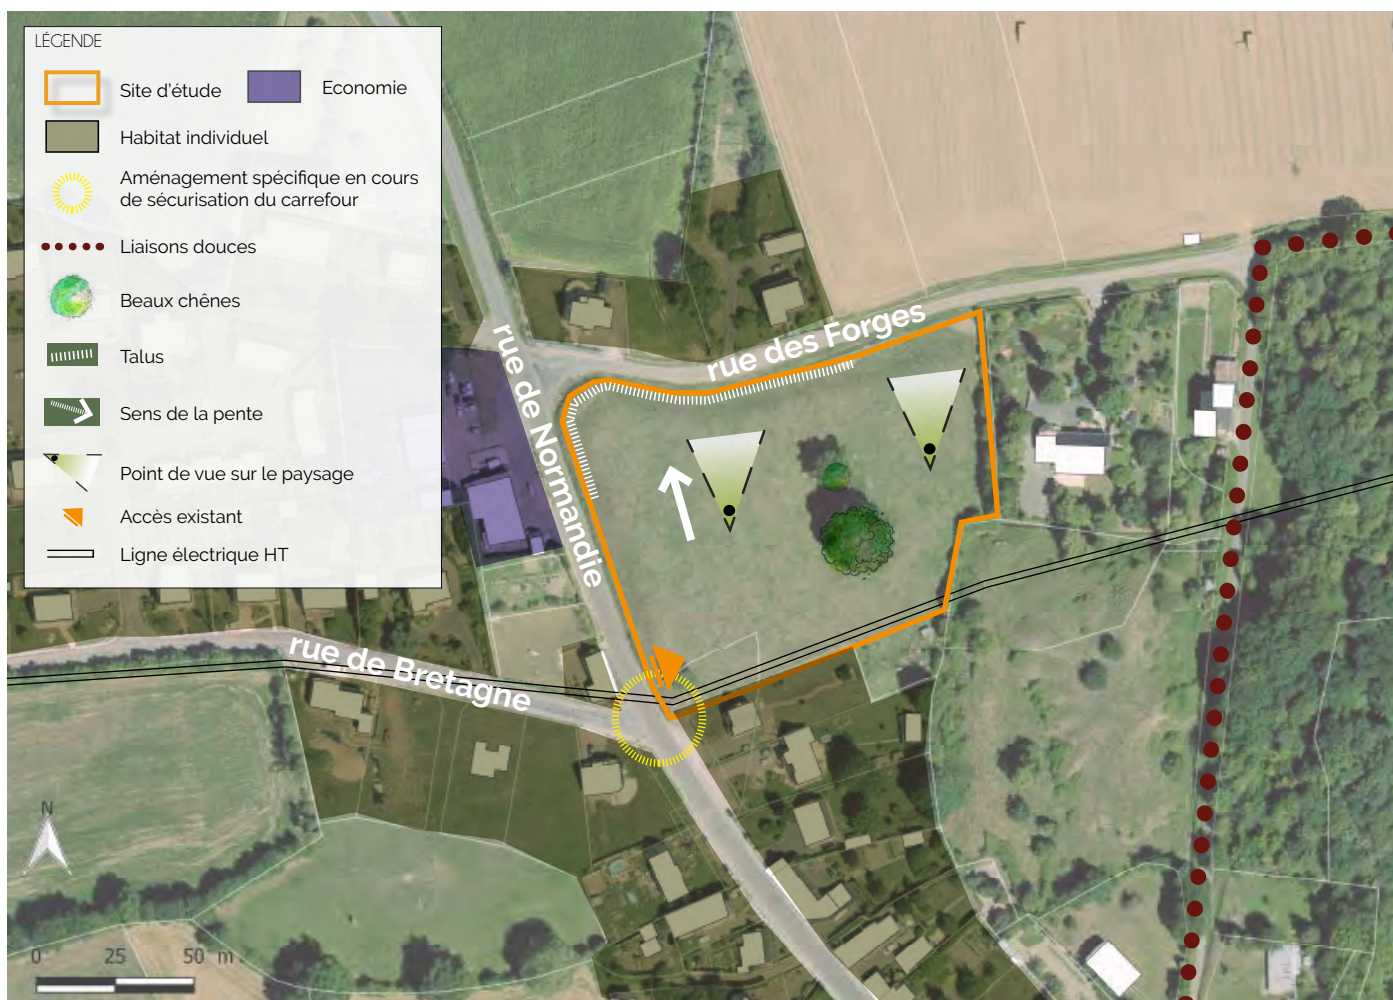 LÉGENDE
Site d'étude
Economie
Habitat individuel
Aménagement spécifique en cours
de sécurisation du carrefour
Liaisons douces
Beaux chênes
Talus
Sens de la pente
Point de vue sur le paysage
Accès existant
Ligne électrique HT
rue des Forges
rue de Normandie
rue de Bretagne
N
0 25 50 m